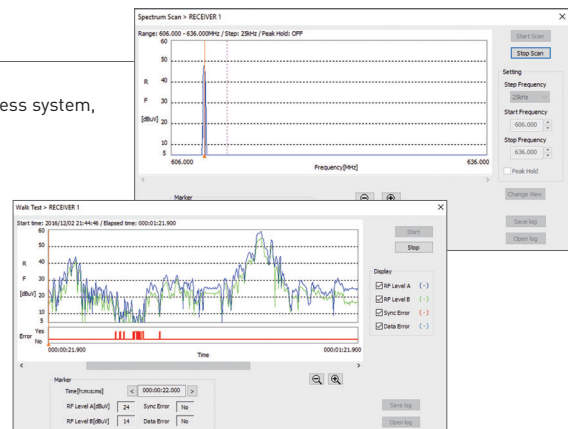 ess system,
Spectrum Scan > RECEIVER 1
Range: 606.000 - 636.000MHz / Step: 25kHz / Peak Hold: OFF
60
50
R 40
F 30
[dBuV] 20
10
5
606.000 636.000
Frequency[MHz]
Marker
Start Scan
Stop Scan
Setting
Step Frequency
25kHz
Start Frequency
606.000
Stop Frequency
636.000
Peak Hold
Change View
Save log
Open log
Walk Test > RECEIVER 1
Start time: 2016/12/02 21:44:46 / Elapsed time: 000:01:21.900
60
50
R 40
F 30
[dBuV] 20
10
5
Error Yes
No
000:00:21.900 000:01:21.900
Time
Marker
Time[h:m:s:ms] < 000:00:22.000 >
RF Level A[dBuV] 24 Sync Error No
RF Level B[dBuV] 14 Data Error No
Start
Stop
Display
RF Level A (-)
RF Level B (-)
Sync Error (-)
Data Error (-)
Save log
Open log